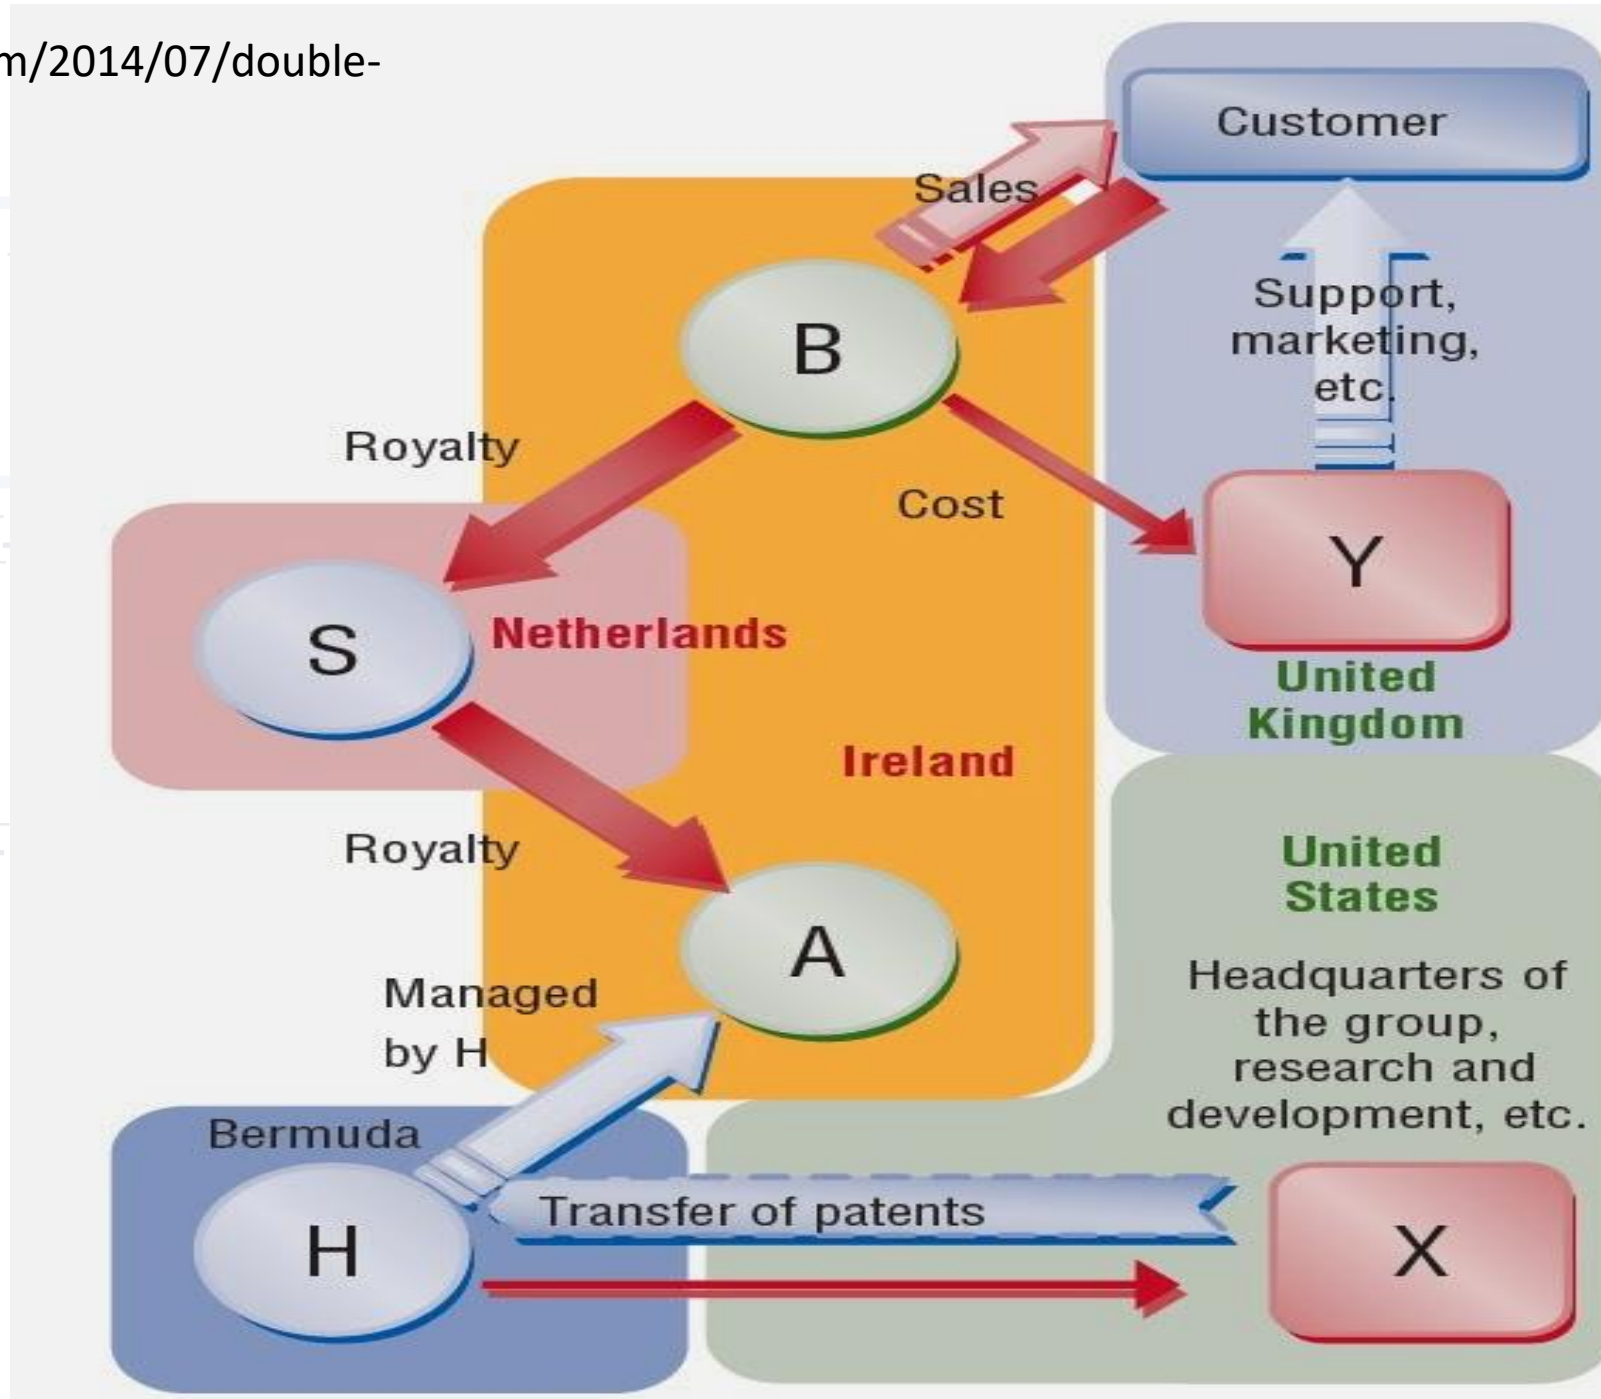 m/2014/07/double-
Customer
Sales
B
Support,
marketing,
etc.
Royalty
Cost
Y
S
Netherlands
United
Kingdom
Ireland
Royalty
United
States
A
Managed
by H
Headquarters of
the group,
research and
development, etc.
Bermuda
Transfer of patents
H
X